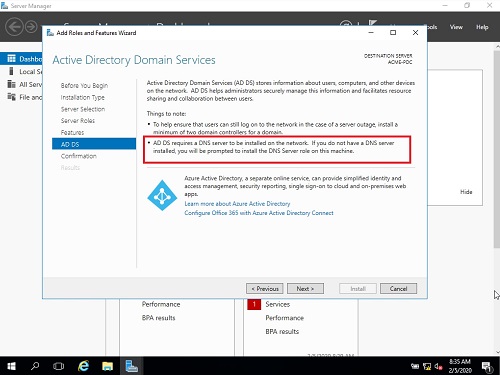 Server Manager
Tools View Help
Dashbo
Local Se
All Serv
File and
Add Roles and Features Wizard
Active Directory Domain Services
DESTINATION SERVER
ACME-PDC
Before You Begin
Installation Type
Server Selection
Server Roles
Features
AD DS
Confirmation
Results
Active Directory Domain Services (AD DS) stores information about users, computers, and other devices
on the network. AD DS helps administrators securely manage this information and facilitates resource
sharing and collaboration between users.
Things to note:
• To help ensure that users can still log on to the network in the case of a server outage, install a
minimum of two domain controllers for a domain.
• AD DS requires a DNS server to be installed on the network. If you do not have a DNS server
installed, you will be prompted to install the DNS Server role on this machine.
Azure Active Directory, a separate online service, can provide simplified identity and
access management, security reporting, single sign-on to cloud and on-premises web
apps.
Learn more about Azure Active Directory
Configure Office 365 with Azure Active Directory Connect
< Previous Next > Install Cancel
Hide
Performance
BPA results
1 Services
Performance
BPA results
8:35 AM
2/5/2020